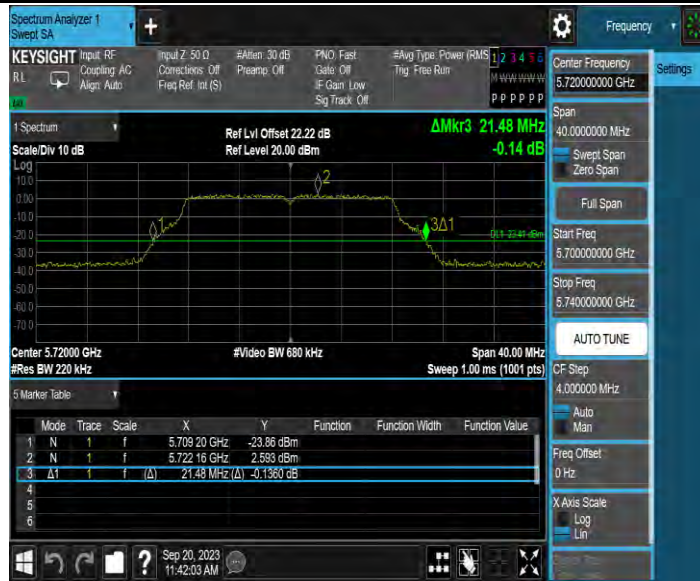 Spectrum Analyzer 1
Swept SA
Frequency
KEYSIGHT Input: RF
Coupling: AC
Align: Auto
RL
Input Z: 50 Ω
Corrections: Off
Freq Ref: Int (S)
#Atten: 30 dB
Preamp: Off
PNO: Fast
Gate: Off
IF Gain: Low
Sig Track: Off
#Avg Type: Power (RMS
Trig: Free Run
1 2 3 4 5 6
M W W W W W
P P P P P P
1 Spectrum
Scale/Div 10 dB
Ref Lvl Offset 22.22 dB
Ref Level 20.00 dBm
ΔMkr3 21.48 MHz
-0.14 dB
Log
10.0
0.00
-10.0
-20.0
-30.0
-40.0
-50.0
-60.0
-70.0
1
2
3Δ1
DL1 -23.41 dBm
Center 5.72000 GHz
#Video BW 680 kHz
Span 40.00 MHz
#Res BW 220 kHz
Sweep 1.00 ms (1001 pts)
5 Marker Table
Mode Trace Scale X Y Function Function Width Function Value
1 N 1 f 5.709 20 GHz -23.86 dBm
2 N 1 f 5.722 16 GHz 2.593 dBm
3 Δ1 1 f (Δ) 21.48 MHz (Δ) -0.1360 dB
4
5
6
Sep 20, 2023
11:42:03 AM
Center Frequency
5.720000000 GHz
Settings
Span
40.0000000 MHz
Swept Span
Zero Span
Full Span
Start Freq
5.700000000 GHz
Stop Freq
5.740000000 GHz
AUTO TUNE
CF Step
4.000000 MHz
Auto
Man
Freq Offset
0 Hz
X Axis Scale
Log
Lin